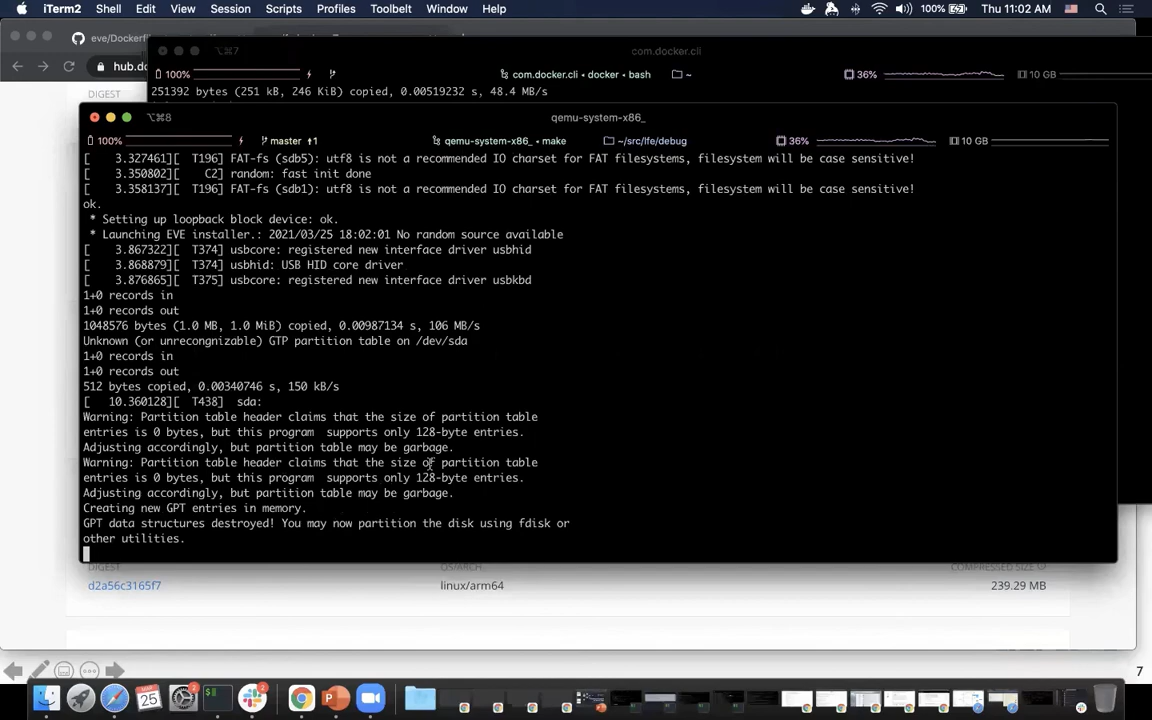 iTerm2 Shell Edit View Session Scripts Profiles Toolbelt Window Help 100% Thu 11:02 AM
eve/Dockerfil
⌥⌘7 com.docker.cli
hub.do
100% com.docker.cli • docker • bash ~ 36% 10 GB
DIGEST
251392 bytes (251 kB, 246 KiB) copied, 0.00519232 s, 48.4 MB/s
⌥⌘8 qemu-system-x86_
100% master ↑1 qemu-system-x86_ • make ~/src/lfe/debug 36% 10 GB
[    3.327461][  T196] FAT-fs (sdb5): utf8 is not a recommended IO charset for FAT filesystems, filesystem will be case sensitive!
[    3.350802][    C2] random: fast init done
[    3.358137][  T196] FAT-fs (sdb1): utf8 is not a recommended IO charset for FAT filesystems, filesystem will be case sensitive!
ok.
* Setting up loopback block device: ok.
* Launching EVE installer.: 2021/03/25 18:02:01 No random source available
[    3.867322][  T374] usbcore: registered new interface driver usbhid
[    3.868879][  T374] usbhid: USB HID core driver
[    3.876865][  T375] usbcore: registered new interface driver usbkbd
1+0 records in
1+0 records out
1048576 bytes (1.0 MB, 1.0 MiB) copied, 0.00987134 s, 106 MB/s
Unknown (or unrecongnizable) GTP partition table on /dev/sda
1+0 records in
1+0 records out
512 bytes copied, 0.00340746 s, 150 kB/s
[   10.360128][  T438]  sda:
Warning: Partition table header claims that the size of partition table
entries is 0 bytes, but this program  supports only 128-byte entries.
Adjusting accordingly, but partition table may be garbage.
Warning: Partition table header claims that the size of partition table
entries is 0 bytes, but this program  supports only 128-byte entries.
Adjusting accordingly, but partition table may be garbage.
Creating new GPT entries in memory.
GPT data structures destroyed! You may now partition the disk using fdisk or
other utilities.
DIGEST OS/ARCH COMPRESSED SIZE
d2a56c3165f7 linux/arm64 239.29 MB
7
MAR
25